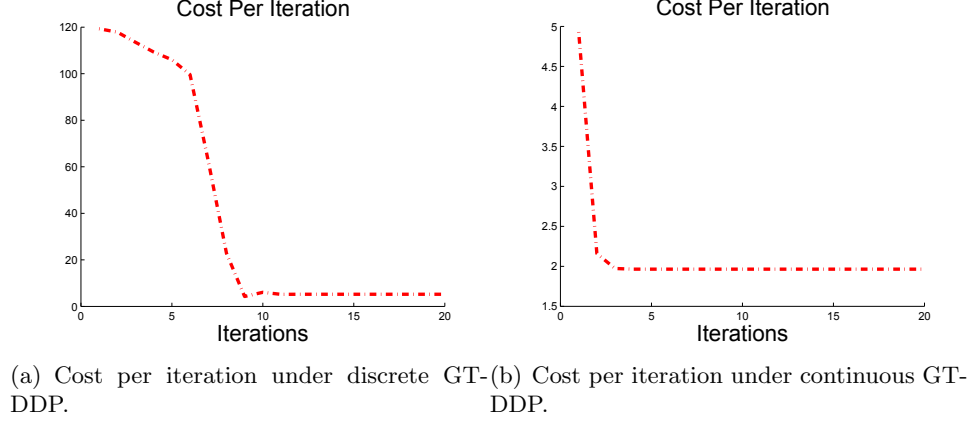 Cost Per Iteration
120
100
80
60
40
20
0
0 5 10 15 20
Iterations
(a) Cost per iteration under discrete GT-
DDP.
Cost Per Iteration
5
4.5
4
3.5
3
2.5
2
1.5
0 5 10 15 20
Iterations
(b) Cost per iteration under continuous GT-
DDP.